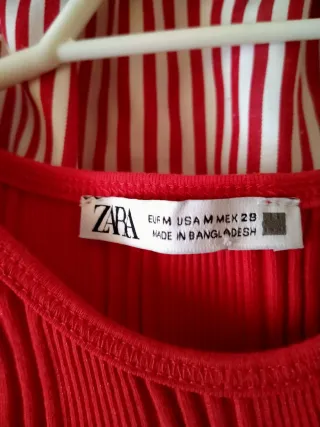 ZARA
EUR M USA M MEX 28
MADE IN BANGLADESH